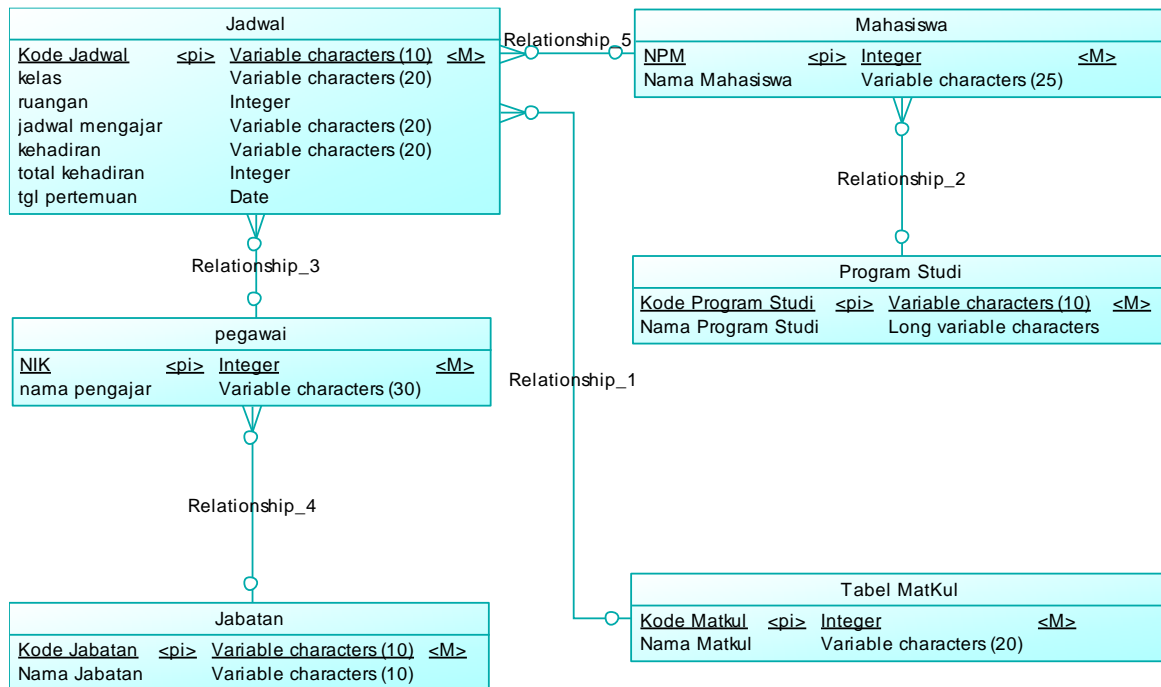 Jadwal
Kode Jadwal <pi> Variable characters (10) <M>
kelas Variable characters (20)
ruangan Integer
jadwal mengajar Variable characters (20)
kehadiran Variable characters (20)
total kehadiran Integer
tgl pertemuan Date
Relationship_5
Mahasiswa
NPM <pi> Integer <M>
Nama Mahasiswa Variable characters (25)
Relationship_2
Program Studi
Kode Program Studi <pi> Variable characters (10) <M>
Nama Program Studi Long variable characters
Relationship_3
pegawai
NIK <pi> Integer <M>
nama pengajar Variable characters (30)
Relationship_1
Relationship_4
Jabatan
Kode Jabatan <pi> Variable characters (10) <M>
Nama Jabatan Variable characters (10)
Tabel MatKul
Kode Matkul <pi> Integer <M>
Nama Matkul Variable characters (20)